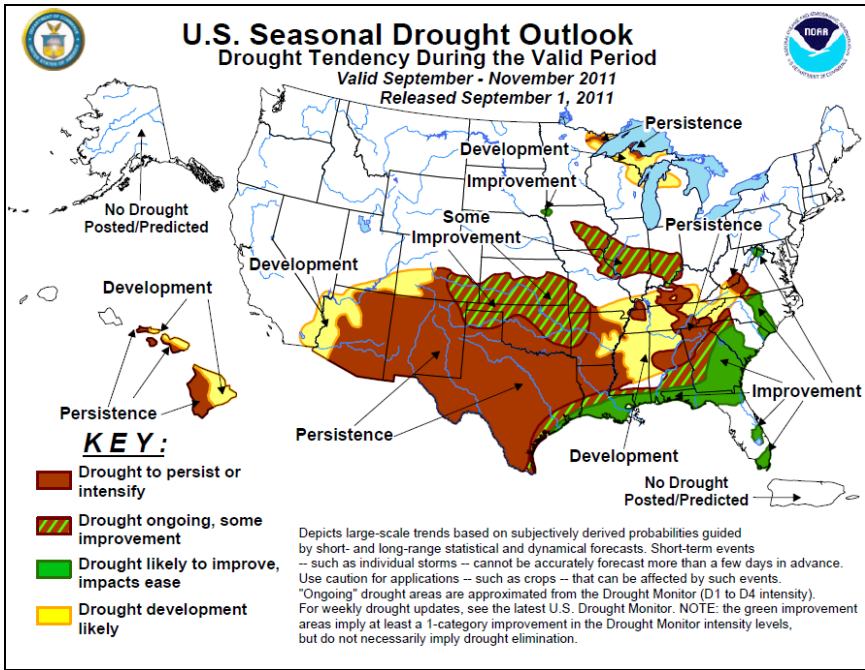 U.S. Seasonal Drought Outlook
Drought Tendency During the Valid Period
Valid September - November 2011
Released September 1, 2011
NOAA
Persistence
Development
Improvement
No Drought
Posted/Predicted
Some
Improvement
Persistence
Development
Development
Persistence
Improvement
Persistence
Development
No Drought
Posted/Predicted
K E Y :
Drought to persist or
intensify
Drought ongoing, some
improvement
Drought likely to improve,
impacts ease
Drought development
likely
Depicts large-scale trends based on subjectively derived probabilities guided
by short- and long-range statistical and dynamical forecasts. Short-term events
-- such as individual storms -- cannot be accurately forecast more than a few days in advance.
Use caution for applications -- such as crops -- that can be affected by such events.
"Ongoing" drought areas are approximated from the Drought Monitor (D1 to D4 intensity).
For weekly drought updates, see the latest U.S. Drought Monitor. NOTE: the green improvement
areas imply at least a 1-category improvement in the Drought Monitor intensity levels,
but do not necessarily imply drought elimination.